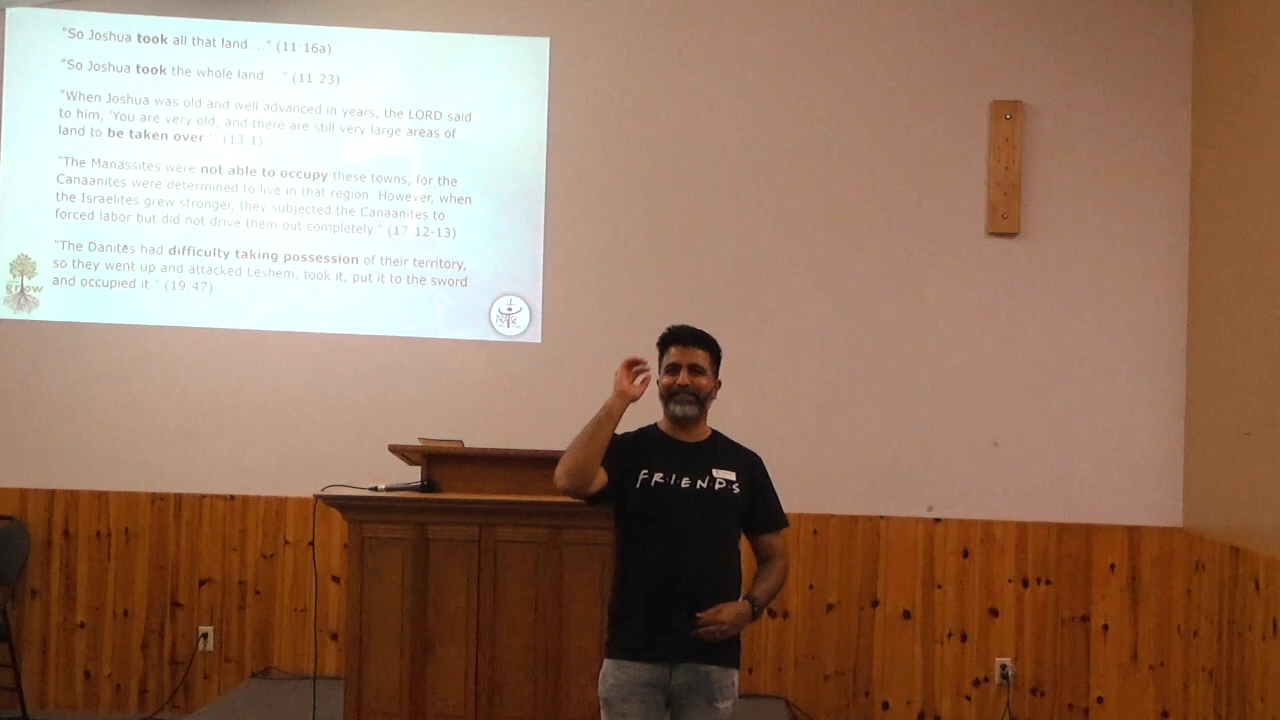 "So Joshua took all that land...." (11:16a)
"So Joshua took the whole land..." (11:23)
"When Joshua was old and well advanced in years, the LORD said
to him, 'You are very old, and there are still very large areas of
land to be taken over.'" (13:1)
"The Manassites were not able to occupy these towns, for the
Canaanites were determined to live in that region. However, when
the Israelites grew stronger, they subjected the Canaanites to
forced labor but did not drive them out completely." (17:12-13)
"The Danites had difficulty taking possession of their territory,
so they went up and attacked Leshem, took it, put it to the sword
and occupied it." (19:47)
grow
F·R·I·E·N·D·S